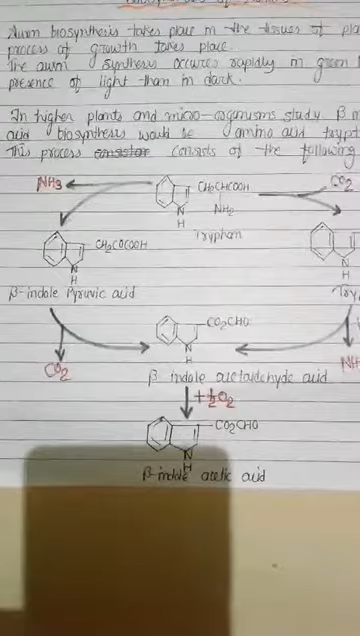 Auxin biosynthesis takes place in the tissues of
process of growth takes place.
The auxin synthesis occures rapidly in green
presence of light than in dark.
In higher plants and micro-organisms study β
acid biosynthesis would be amino acid
This process consists of the following
NH3
CH2CHCOOH
NH2
CO2
N
H
Tryphan
CH2COCOOH
N
H
N
β-indole Pyruvic acid
Try
CO2CHO
N
H
CO2
NH
β indole acetaldehyde acid
+½O2
CO2CHO
N
H
β-indole acetic acid